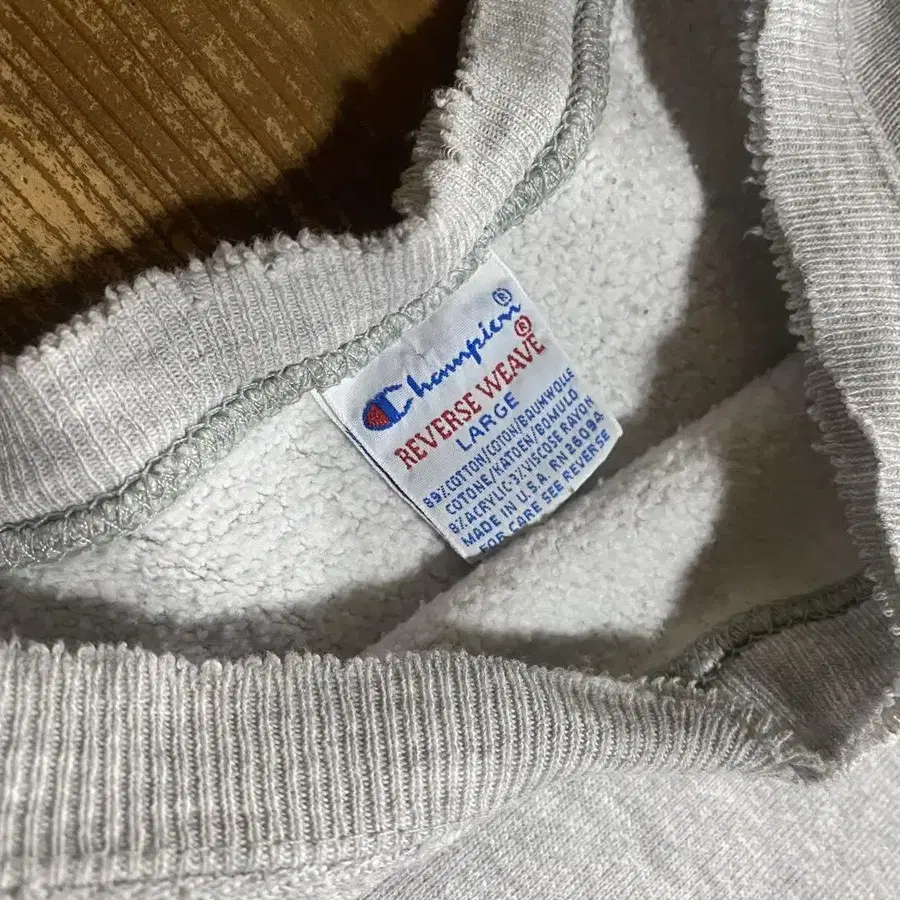 Champion®
REVERSE WEAVE®
LARGE
89% COTTON/COTON/BAUMWOLLE
COTONE/KATOEN/BOMULD
8% ACRYLIC-3% VISCOSE RAYON
MADE IN U.S.A. RN 26094
FOR CARE SEE REVERSE